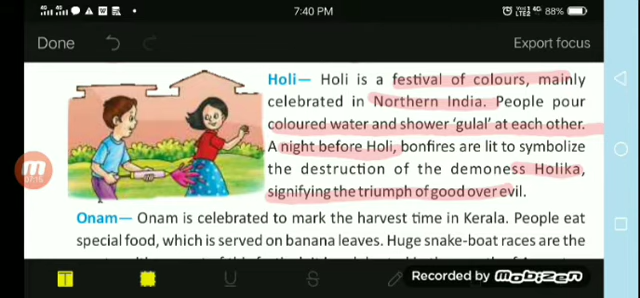 7:40 PM
88%
Done
Export focus
Holi— Holi is a festival of colours, mainly
celebrated in Northern India. People pour
coloured water and shower ‘gulal’ at each other.
A night before Holi, bonfires are lit to symbolize
the destruction of the demoness Holika,
signifying the triumph of good over evil.
Onam— Onam is celebrated to mark the harvest time in Kerala. People eat
special food, which is served on banana leaves. Huge snake-boat races are the
Recorded by Mobizen